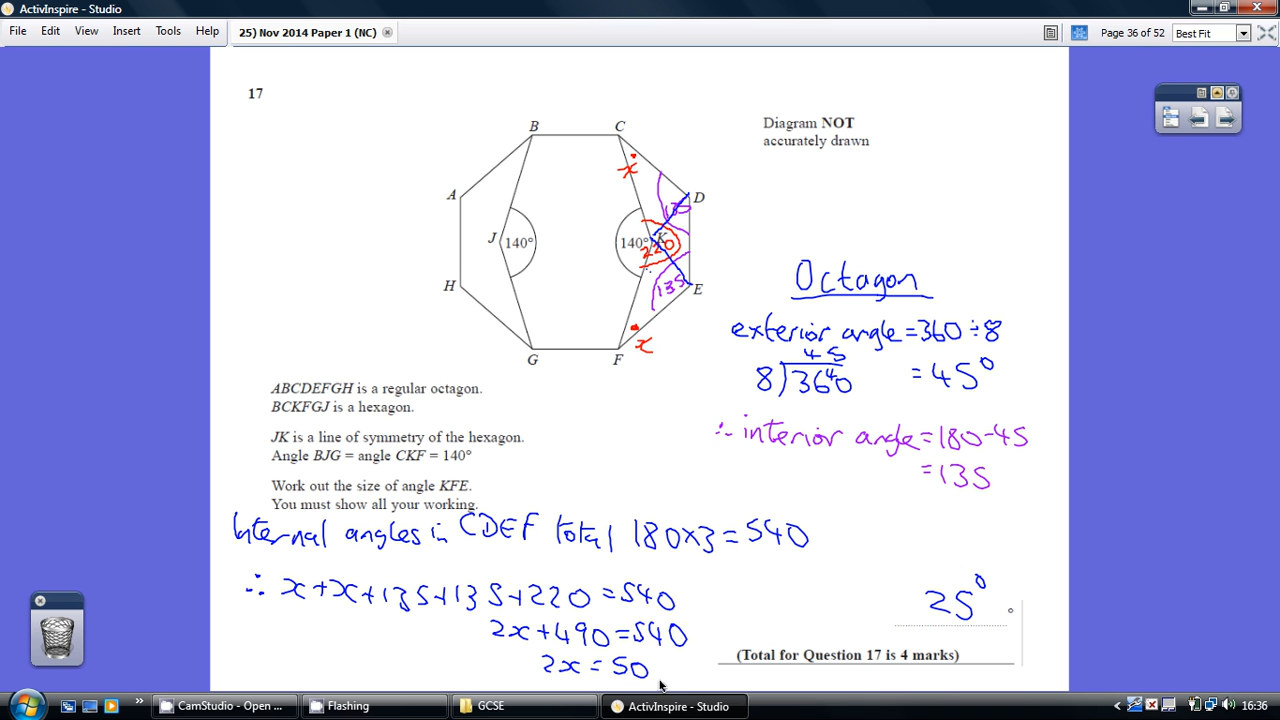 ActivInspire - Studio
File Edit View Insert Tools Help
25) Nov 2014 Paper 1 (NC)
Page 36 of 52
Best Fit
17
Diagram NOT
accurately drawn
B
C
x
A
D
135
J
140°
140°
K
220
H
135
E
x
G
F
Octagon
exterior angle = 360 ÷ 8
45
8)36⁴0
= 45°
∴ interior angle = 180 - 45
= 135
ABCDEFGH is a regular octagon.
BCKFGJ is a hexagon.
JK is a line of symmetry of the hexagon.
Angle BJG = angle CKF = 140°
Work out the size of angle KFE.
You must show all your working.
Internal angles in CDEF total 180×3 = 540
∴ x + x + 135 + 135 + 220 = 540
2x + 490 = 540
2x = 50
25°
°
(Total for Question 17 is 4 marks)
CamStudio - Open ...
Flashing
GCSE
ActivInspire - Studio
16:36